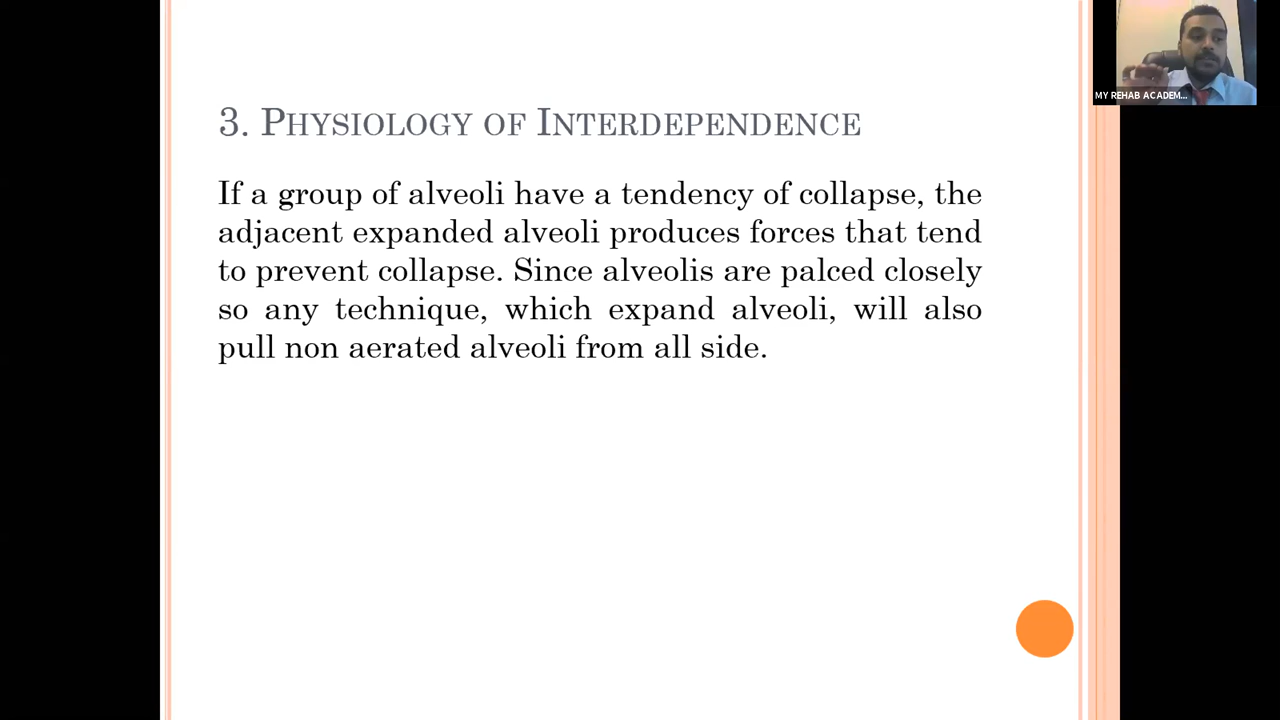 MY REHAB ACADEM...
3. PHYSIOLOGY OF INTERDEPENDENCE
If a group of alveoli have a tendency of collapse, the
adjacent expanded alveoli produces forces that tend
to prevent collapse. Since alveolis are palced closely
so any technique, which expand alveoli, will also
pull non aerated alveoli from all side.